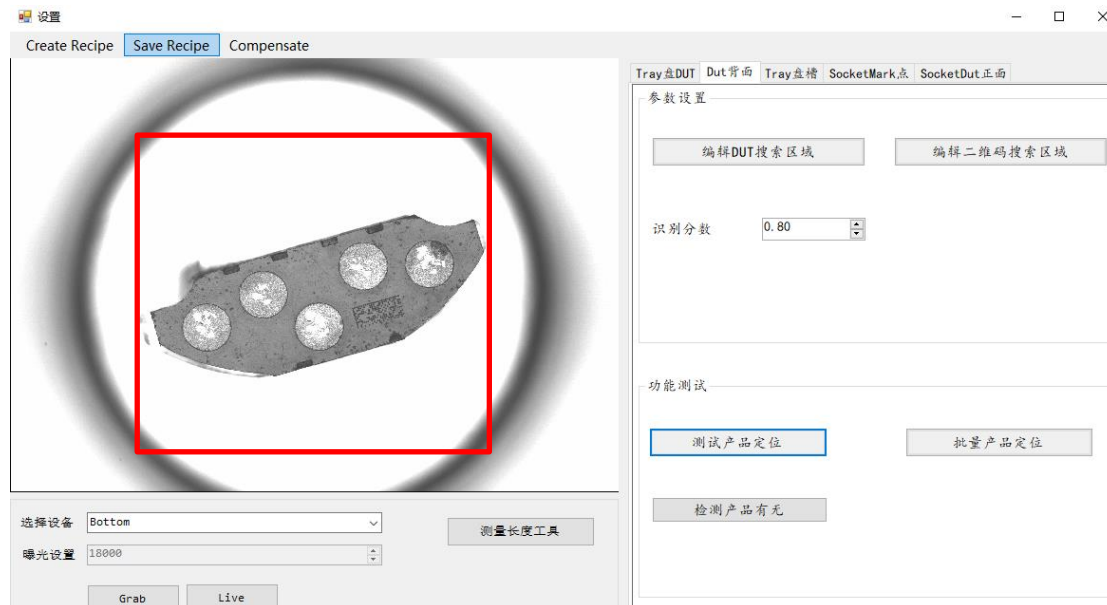 设置
Create Recipe Save Recipe Compensate
Tray盘DUT Dut背面 Tray盘槽 SocketMark点 SocketDut正面
参数设置
编辑DUT搜索区域 编辑二维码搜索区域
识别分数 0.80
功能测试
测试产品定位 批量产品定位
检测产品有无
选择设备 Bottom
测量长度工具
曝光设置 18000
Grab Live